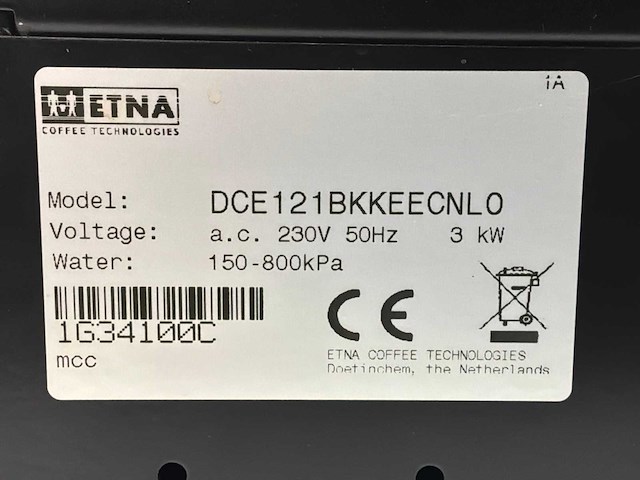 1A
ETNA
COFFEE TECHNOLOGIES
Model: DCE121BKKEECNL0
Voltage: a.c. 230V 50Hz 3 kW
Water: 150-800kPa
1G34100C
mcc
CE
ETNA COFFEE TECHNOLOGIES
Doetinchem, the Netherlands